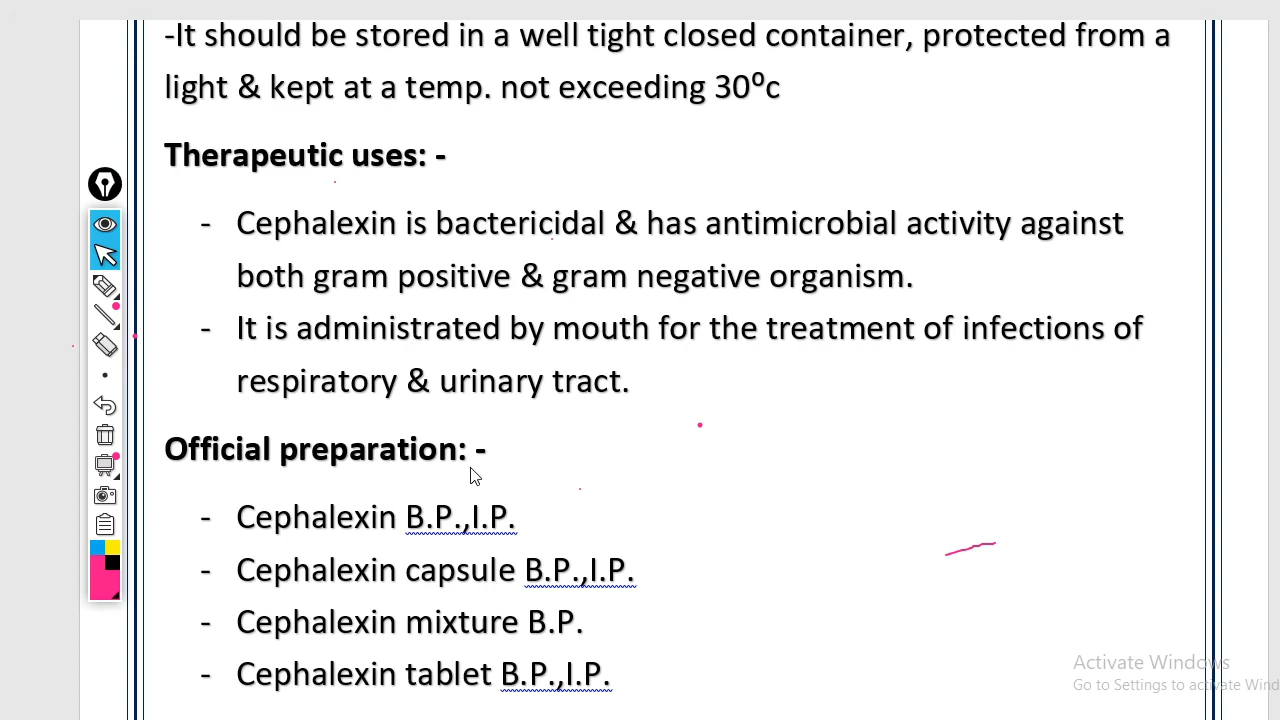 -It should be stored in a well tight closed container, protected from a
light & kept at a temp. not exceeding 30⁰c
Therapeutic uses: -
- Cephalexin is bactericidal & has antimicrobial activity against
both gram positive & gram negative organism.
- It is administrated by mouth for the treatment of infections of
respiratory & urinary tract.
Official preparation: -
- Cephalexin B.P.,I.P.
- Cephalexin capsule B.P.,I.P.
- Cephalexin mixture B.P.
- Cephalexin tablet B.P.,I.P.
Activate Windows
Go to Settings to activate Wind